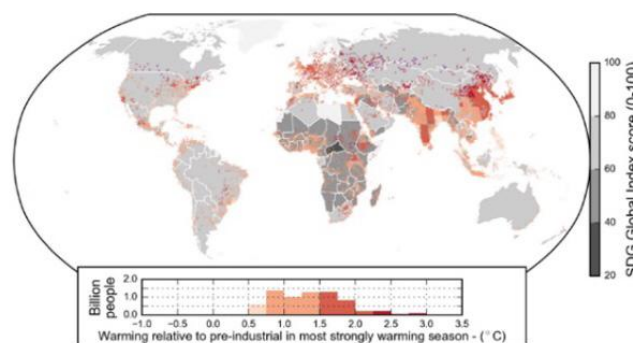 100
80
60
40
20
SDG Global Index score (0-100)
Billion
people
2.0
1.0
0.0
-1.0 -0.5 0.0 0.5 1.0 1.5 2.0 2.5 3.0 3.5
Warming relative to pre-industrial in most strongly warming season - (°C)